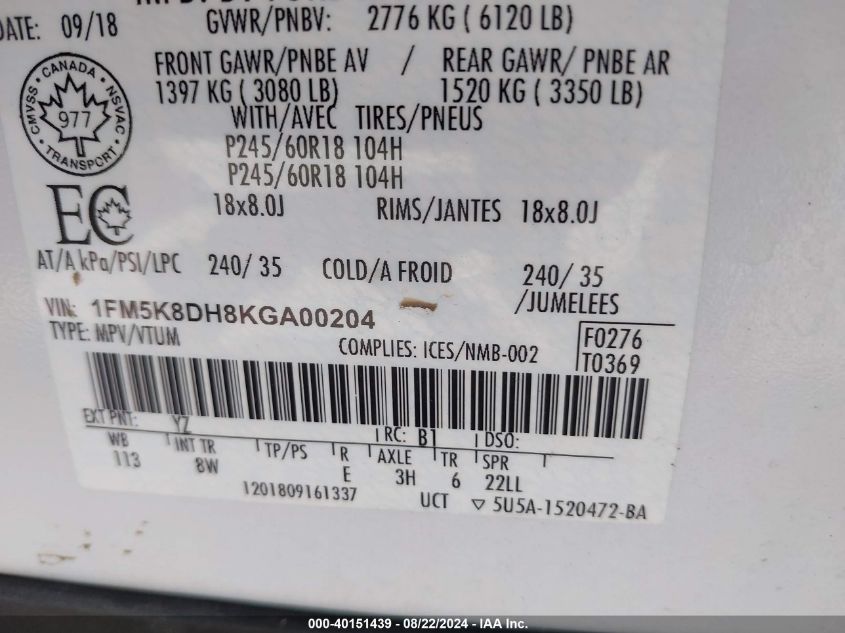 DATE: 09/18
GVWR/PNBV: 2776 KG ( 6120 LB)
FRONT GAWR/PNBE AV / REAR GAWR/ PNBE AR
1397 KG ( 3080 LB) 1520 KG ( 3350 LB)
WITH/AVEC TIRES/PNEUS
CANADA
CMVSS NSVAC
977
TRANSPORT
P245/60R18 104H
P245/60R18 104H
EC
18x8.0J RIMS/JANTES 18x8.0J
AT/A kPa/PSI/LPC 240/ 35 COLD/A FROID 240/ 35
/JUMELEES
VIN: 1FM5K8DH8KGA00204
TYPE: MPV/VTUM
COMPLIES: ICES/NMB-002
F0276
T0369
EXT PNT: YZ RC: B1 DSO:
WB INT TR TP/PS R AXLE TR SPR
113 8W E 3H 6 22LL
1201809161337
UCT ▽ 5U5A-1520472-BA
000-40151439 - 08/22/2024 - IAA Inc.